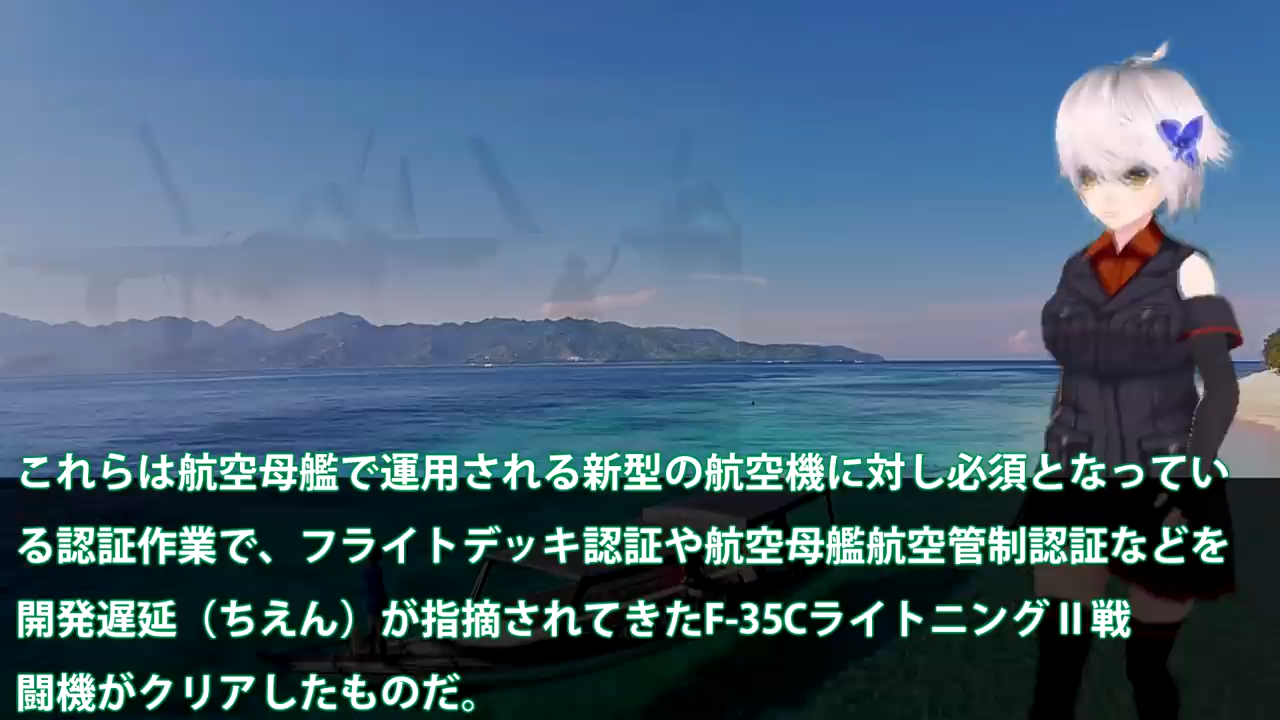 これらは航空母艦で運用される新型の航空機に対し必須となってい
る認証作業で、フライトデッキ認証や航空母艦航空管制認証などを
開発遅延（ちえん）が指摘されてきたF-35CライトニングⅡ戦
闘機がクリアしたものだ。